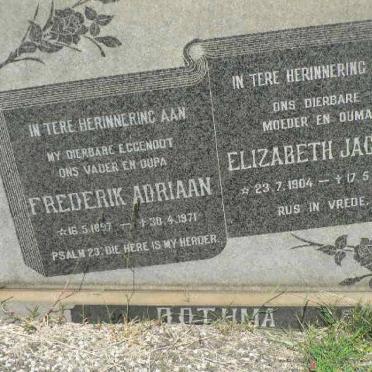 IN TERE HERINNERING AAN
MY DIERBARE EGGENOOT
ONS VADER EN OUPA
FREDERIK ADRIAAN
☆16.5.1897 – †30.4.1971
PSALM 23: DIE HERE IS MY HERDER.
IN TERE HERINNERING
ONS DIERBARE
MOEDER EN OUMA
ELIZABETH JAC
☆ 23.7.1904 – †17.5
RUS IN VREDE.
BOTHMA